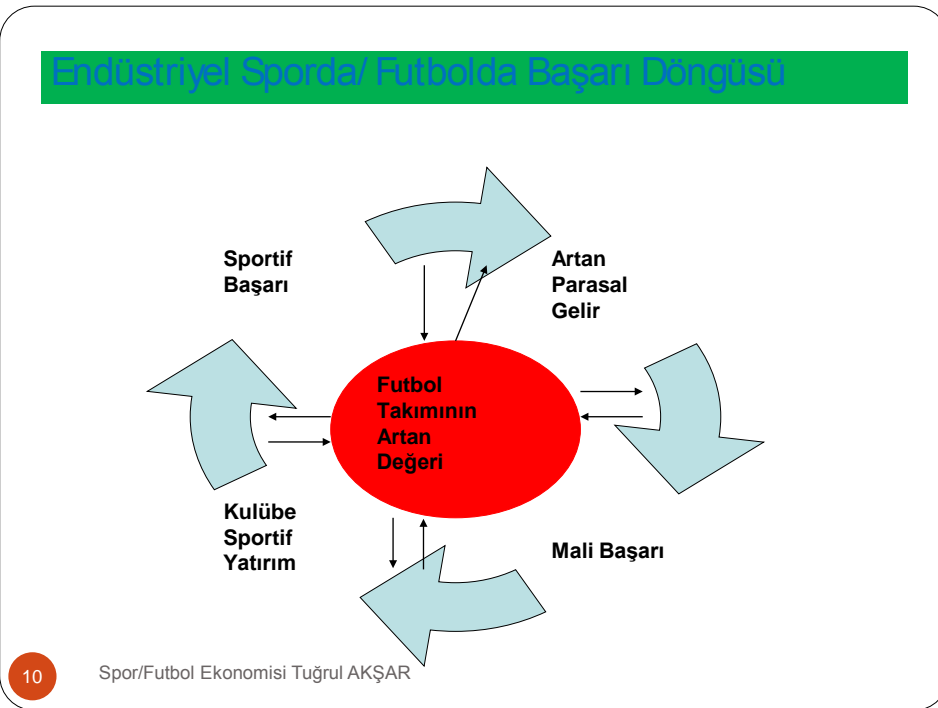 Endüstriyel Sporda/ Futbolda Başarı Döngüsü
Sportif
Başarı
Artan
Parasal
Gelir
Futbol
Takımının
Artan
Değeri
Kulübe
Sportif
Yatırım
Mali Başarı
10
Spor/Futbol Ekonomisi Tuğrul AKŞAR